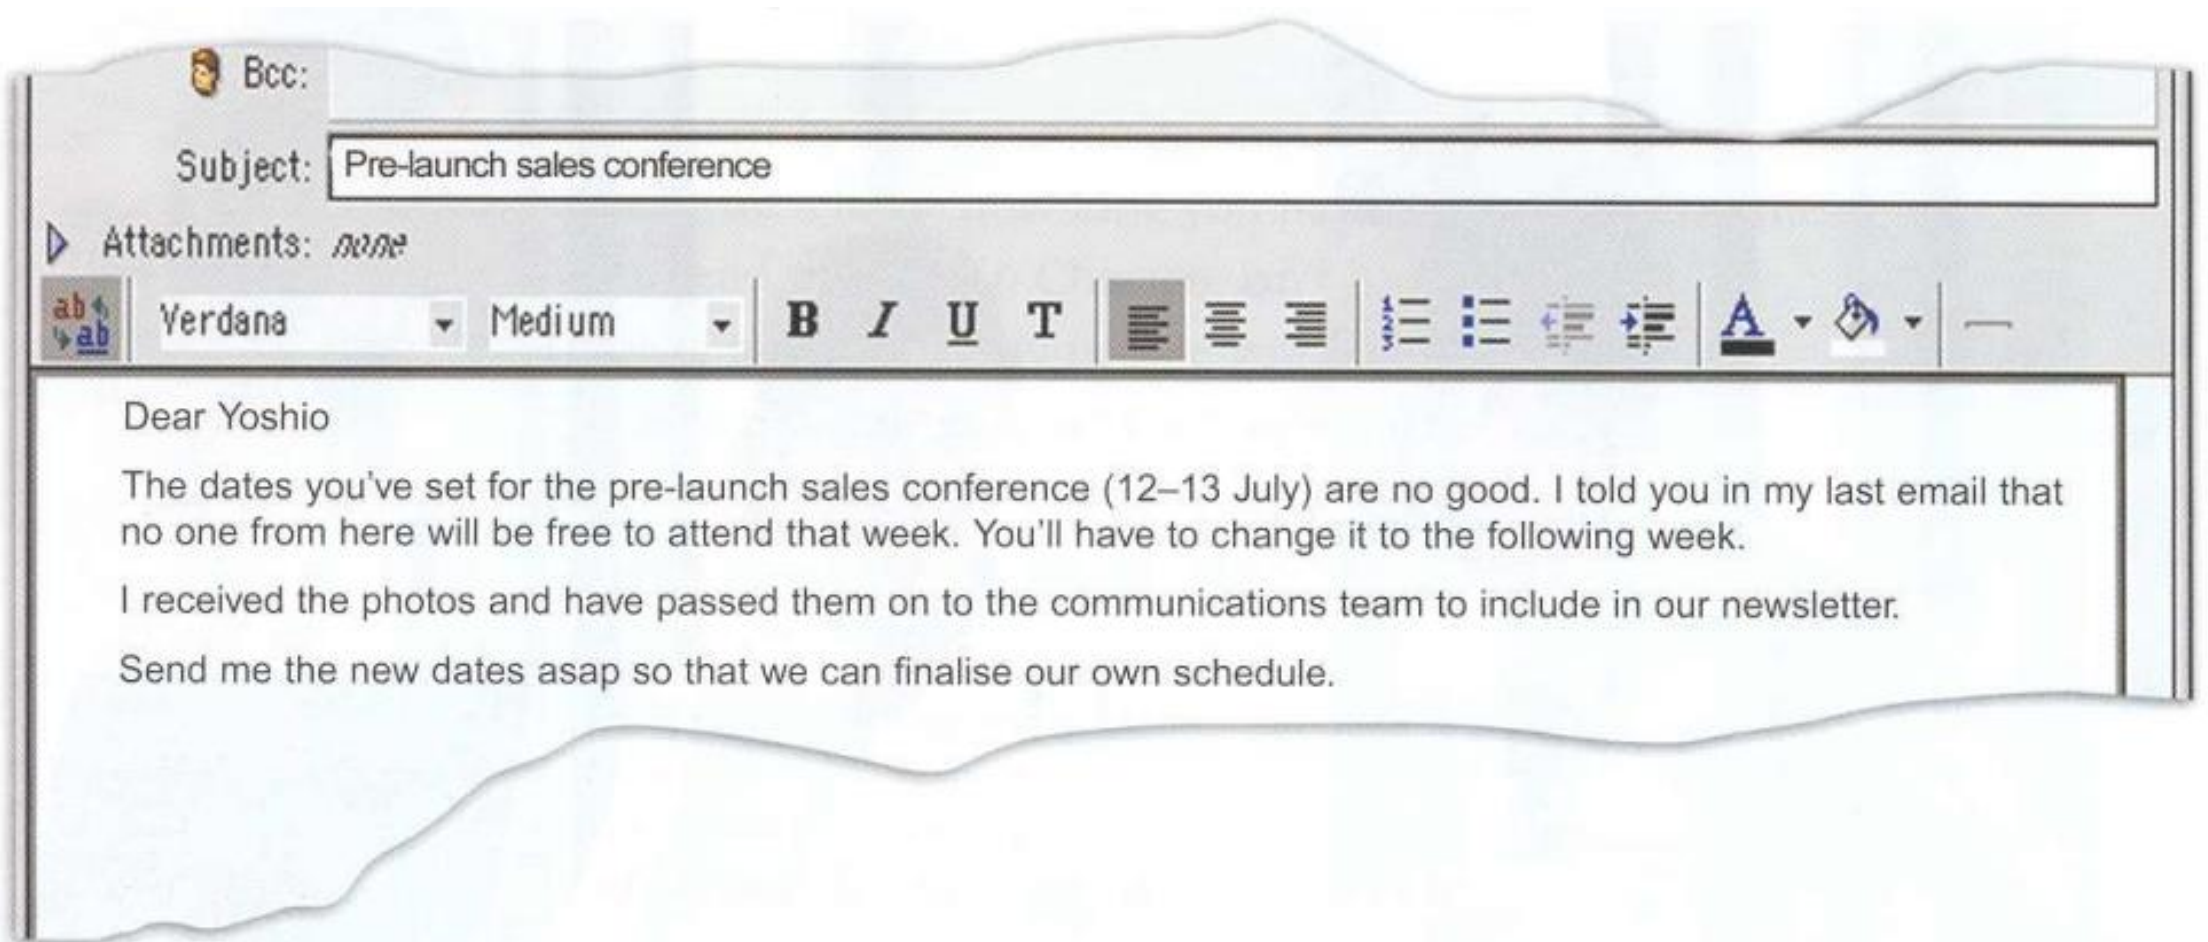 Bcc:
Subject: Pre-launch sales conference
Attachments: none
Verdana Medium B I U T A
Dear Yoshio
The dates you've set for the pre-launch sales conference (12–13 July) are no good. I told you in my last email that
no one from here will be free to attend that week. You'll have to change it to the following week.
I received the photos and have passed them on to the communications team to include in our newsletter.
Send me the new dates asap so that we can finalise our own schedule.